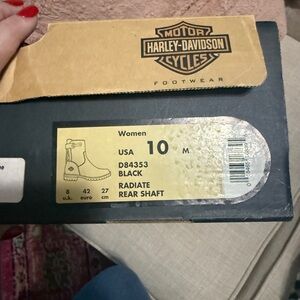 MOTOR
HARLEY-DAVIDSON
CYCLES
FOOTWEAR
Women
USA 10 M
D84353
BLACK
RADIATE
REAR SHAFT
8 42 27
u.k. euro cm